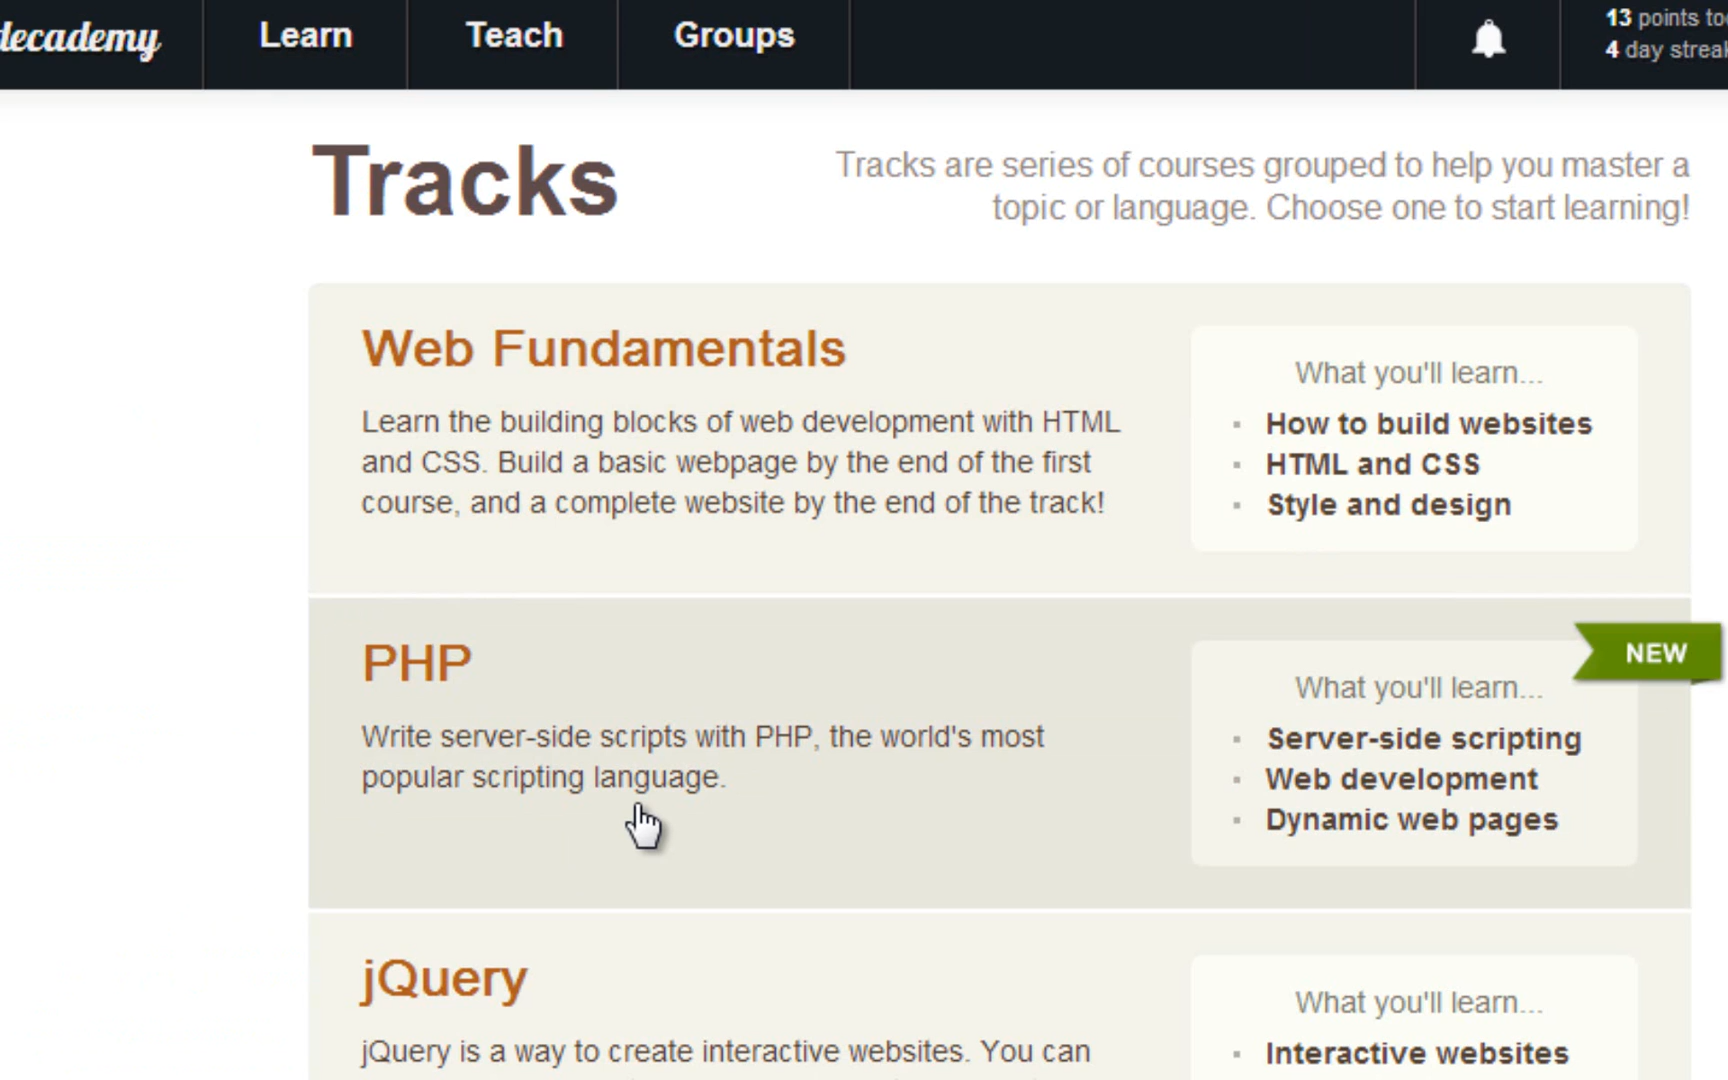 decademy
Learn
Teach
Groups
13 points
4 day
Tracks
Tracks are series of courses grouped to help you master a
topic or language. Choose one to start learning!
Web Fundamentals
Learn the building blocks of web development with HTML
and CSS. Build a basic webpage by the end of the first
course, and a complete website by the end of the track!
What you'll learn...
How to build websites
HTML and CSS
Style and design
PHP
Write server-side scripts with PHP, the world's most
popular scripting language.
NEW
What you'll learn...
Server-side scripting
Web development
Dynamic web pages
jQuery
jQuery is a way to create interactive websites. You can
What you'll learn...
Interactive websites